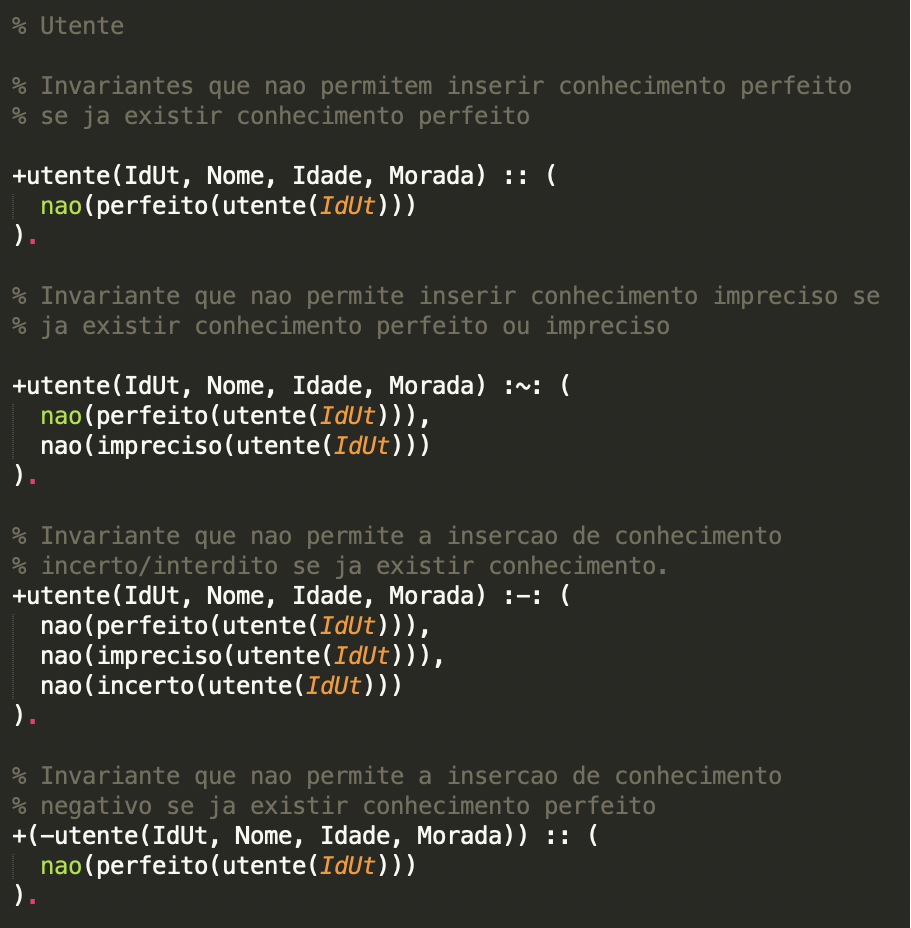 % Utente
% Invariantes que nao permitem inserir conhecimento perfeito
% se ja existir conhecimento perfeito
+utente(IdUt, Nome, Idade, Morada) :: (
nao(perfeito(utente(IdUt)))
).
% Invariante que nao permite inserir conhecimento impreciso se
% ja existir conhecimento perfeito ou impreciso
+utente(IdUt, Nome, Idade, Morada) :~: (
nao(perfeito(utente(IdUt))),
nao(impreciso(utente(IdUt)))
).
% Invariante que nao permite a insercao de conhecimento
% incerto/interdito se ja existir conhecimento.
+utente(IdUt, Nome, Idade, Morada) :-: (
nao(perfeito(utente(IdUt))),
nao(impreciso(utente(IdUt))),
nao(incerto(utente(IdUt)))
).
% Invariante que nao permite a insercao de conhecimento
% negativo se ja existir conhecimento perfeito
+(-utente(IdUt, Nome, Idade, Morada)) :: (
nao(perfeito(utente(IdUt)))
).